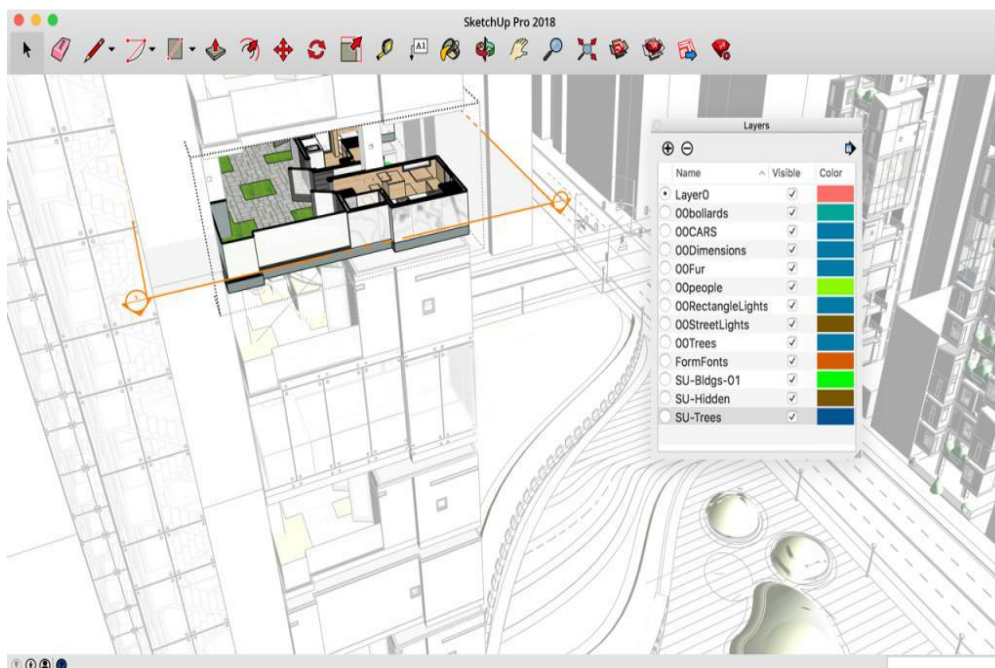 SketchUp Pro 2018
A1
Layers
Name Visible Color
Layer0
00bollards
00CARS
00Dimensions
00Fur
00people
00RectangleLights
00StreetLights
00Trees
FormFonts
SU-Bldgs-01
SU-Hidden
SU-Trees